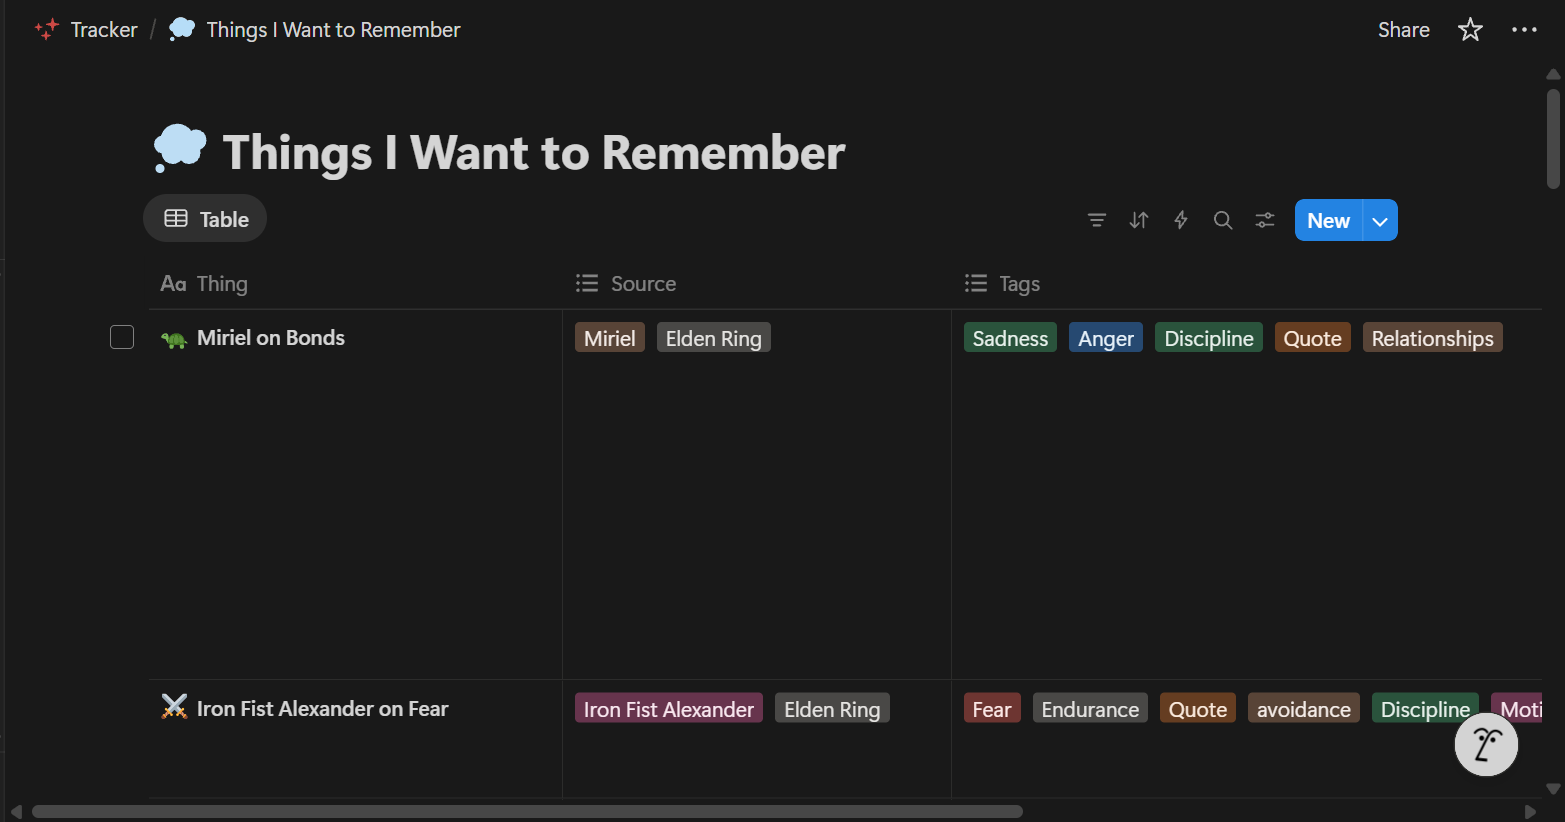 Tracker / Things I Want to Remember Share
Things I Want to Remember
Table New
Aa Thing Source Tags
Miriel on Bonds Miriel Elden Ring Sadness Anger Discipline Quote Relationships
Iron Fist Alexander on Fear Iron Fist Alexander Elden Ring Fear Endurance Quote avoidance Discipline Moti